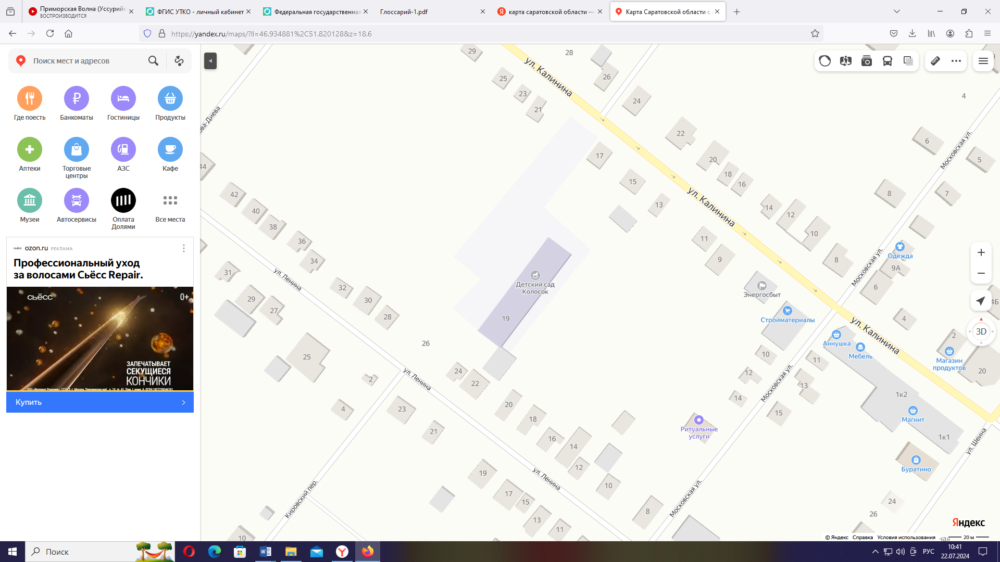 Приморская Волна (Уссурийс
ВОСПРОИЗВОДИТСЯ
ФГИС УТКО - личный кабинет
Федеральная государственная
Глоссарий-1.pdf
карта саратовской области —
Карта Саратовской области с
https://yandex.ru/maps/?ll=46.934881%2C51.820128&z=18.6
Поиск мест и адресов
Где поесть
Банкоматы
Гостиницы
Продукты
Аптеки
Торговые
центры
АЗС
Кафе
Музеи
Автосервисы
Оплата
Долями
Все места
сьёсс ozon.ru РЕКЛАМА
Профессиональный уход
за волосами Сьёсс Repair.
СЬЁСС
0+
ЗАПЕЧАТЫВАЕТ
СЕКУЩИЕСЯ
КОНЧИКИ
Купить
29
28
ул. Калинина
26
25
23
21
24
4
22
17
20
18
16
15
13
14
12
10
11
9
8
6
5
Московская ул.
8
7
Одежда
9А
6
Московская ул.
ул. Калинина
44
42
40
38
36
34
31
ул. Ленина
32
30
28
29
27
26
25
2
4
Детский сад
Колосок
19
Энергосбыт
Стройматериалы
4Б
4
2
ул. Калинина
Аннушка
Мебель
Магазин
продуктов
20
10
11
12
13
14
15
Московская ул.
1к2
Магнит
1к1
ул. Шеина
Буратино
24
26
Ритуальные
услуги
ул. Ленина
24
22
20
18
16
14
12
10
8
23
21
19
17
15
13
11
10
ул. Ленина
Кировский пер.
Московская ул.
3D
Яндекс
© Яндекс Справка Условия использования
20 м
Поиск
РУС
10:41
22.07.2024